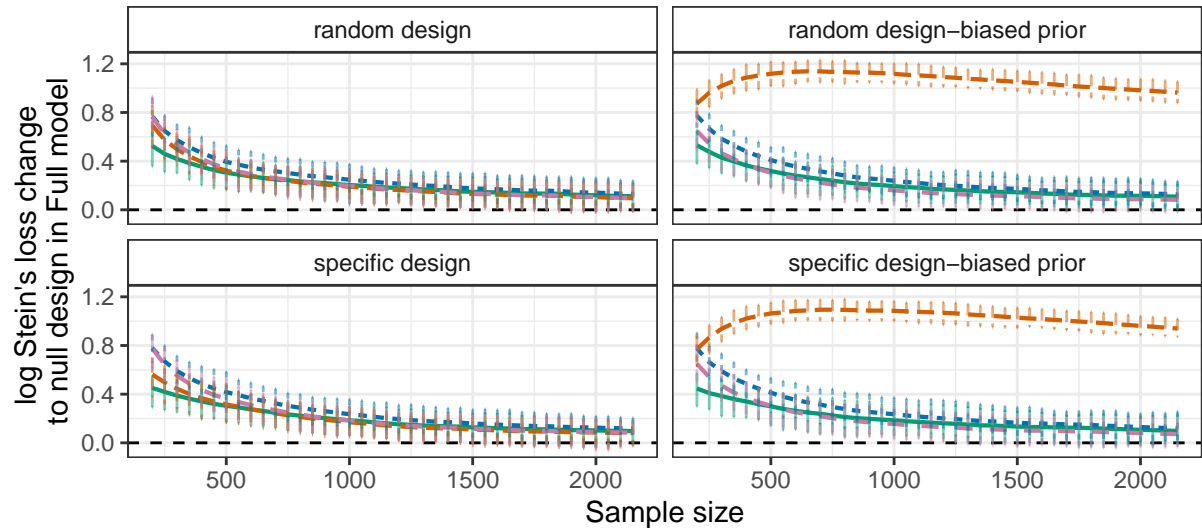 random design
random design−biased prior
1.2
0.8
0.4
0.0
specific design
specific design−biased prior
1.2
0.8
0.4
0.0
log Stein's loss change
to null design in Full model
500
1000
1500
2000
500
1000
1500
2000
Sample size